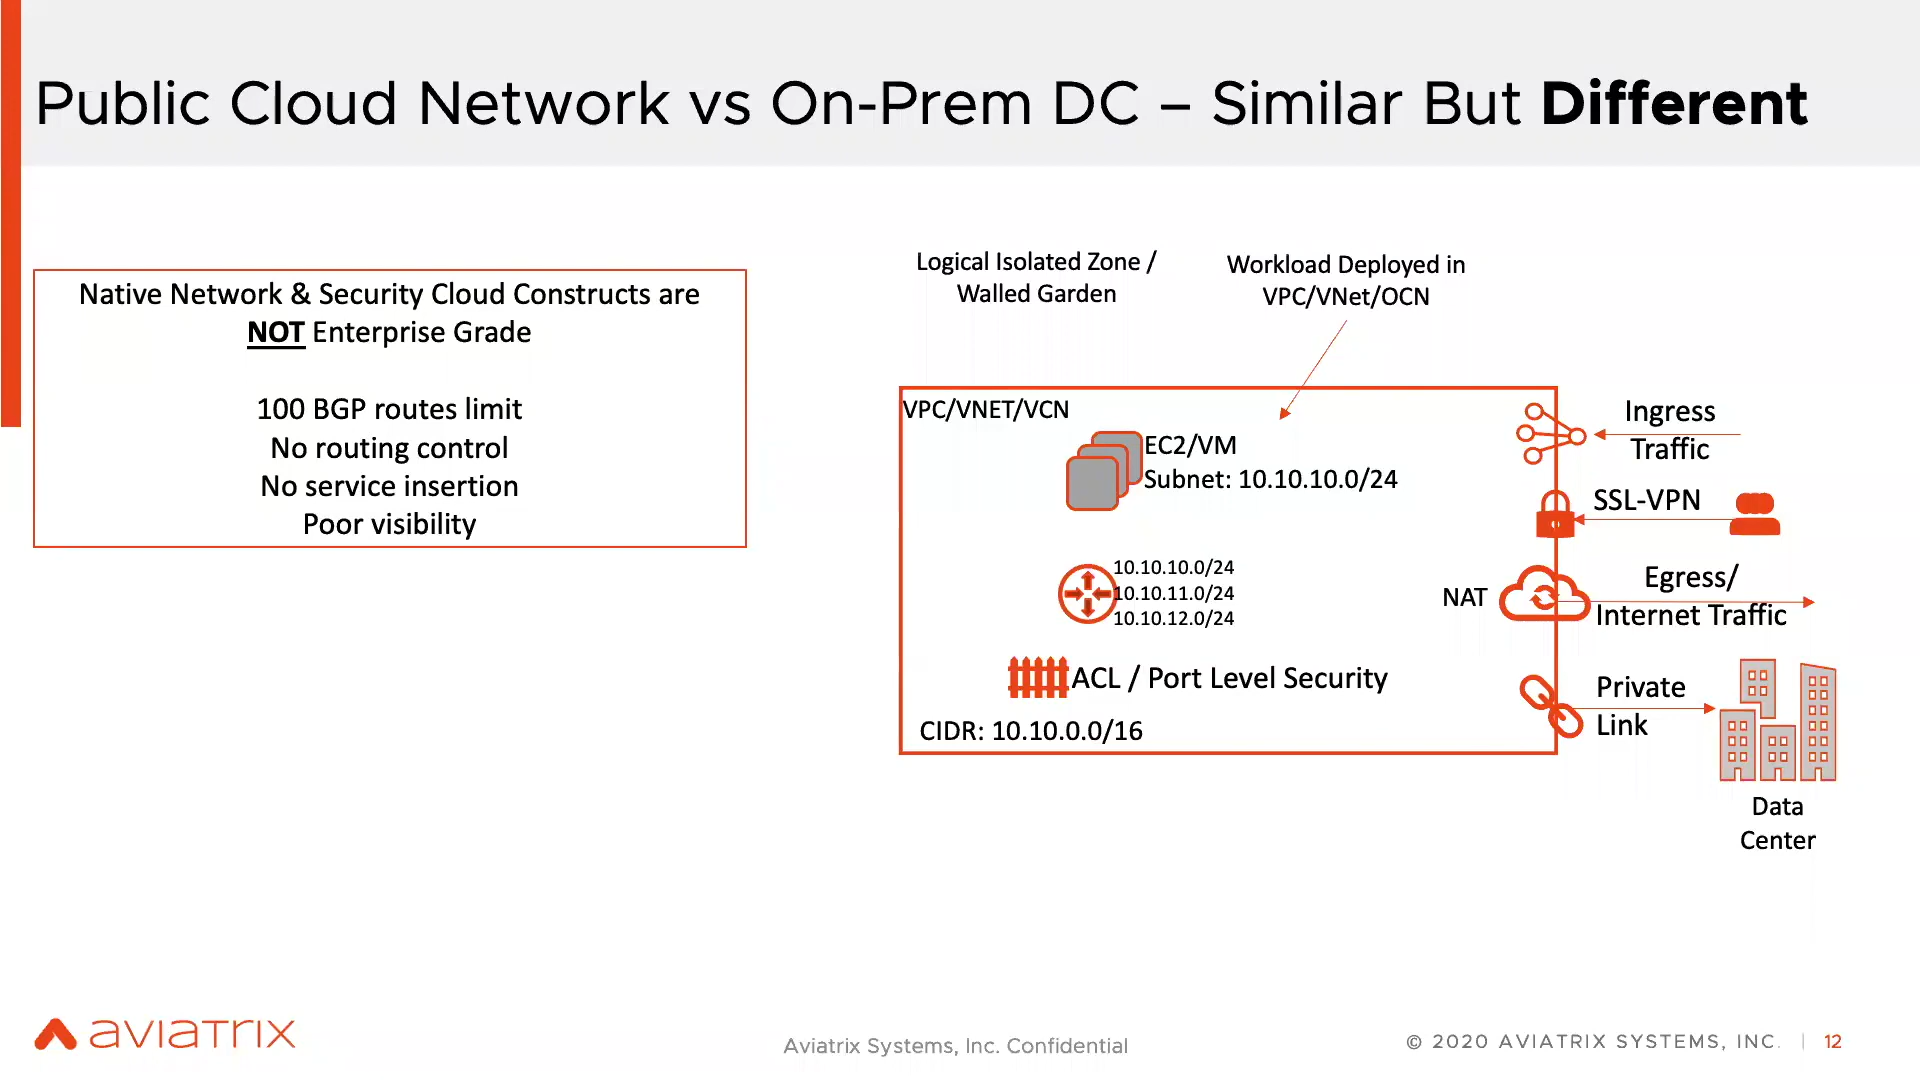 Public Cloud Network vs On-Prem DC – Similar But Different
Native Network & Security Cloud Constructs are
NOT Enterprise Grade
100 BGP routes limit
No routing control
No service insertion
Poor visibility
Logical Isolated Zone /
Walled Garden
Workload Deployed in
VPC/VNet/OCN
VPC/VNET/VCN
EC2/VM
Subnet: 10.10.10.0/24
10.10.10.0/24
10.10.11.0/24
10.10.12.0/24
ACL / Port Level Security
CIDR: 10.10.0.0/16
Ingress
Traffic
SSL-VPN
NAT
Egress/
Internet Traffic
Private
Link
Data
Center
aviatrix
Aviatrix Systems, Inc. Confidential
© 2020 AVIATRIX SYSTEMS, INC. | 12